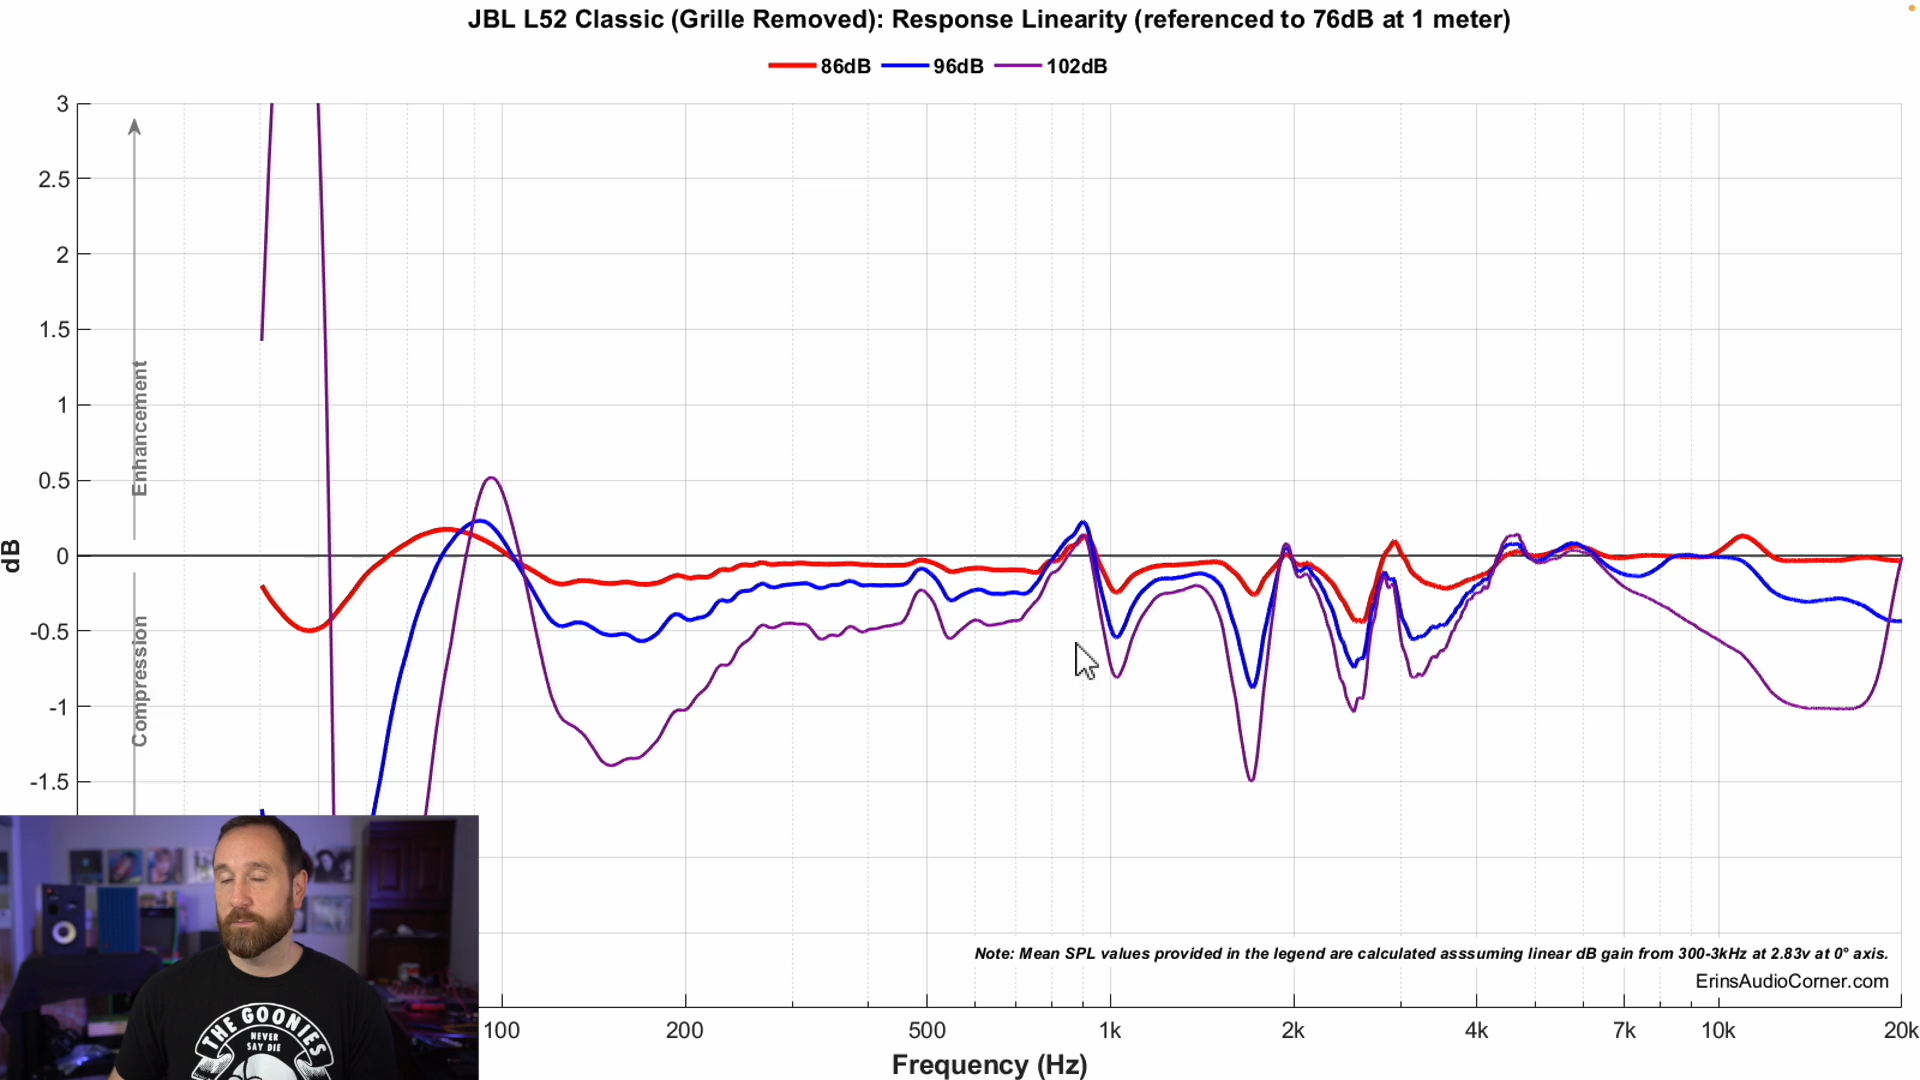 JBL L52 Classic (Grille Removed): Response Linearity (referenced to 76dB at 1 meter)
86dB 96dB 102dB
3
2.5
2
1.5
1
0.5
0
-0.5
-1
-1.5
dB
Enhancement
Compression
Note: Mean SPL values provided in the legend are calculated asssuming linear dB gain from 300-3kHz at 2.83v at 0° axis.
ErinsAudioCorner.com
100 200 500 1k 2k 4k 7k 10k 20k
Frequency (Hz)
THE GOONIES
NEVER
SAY DIE